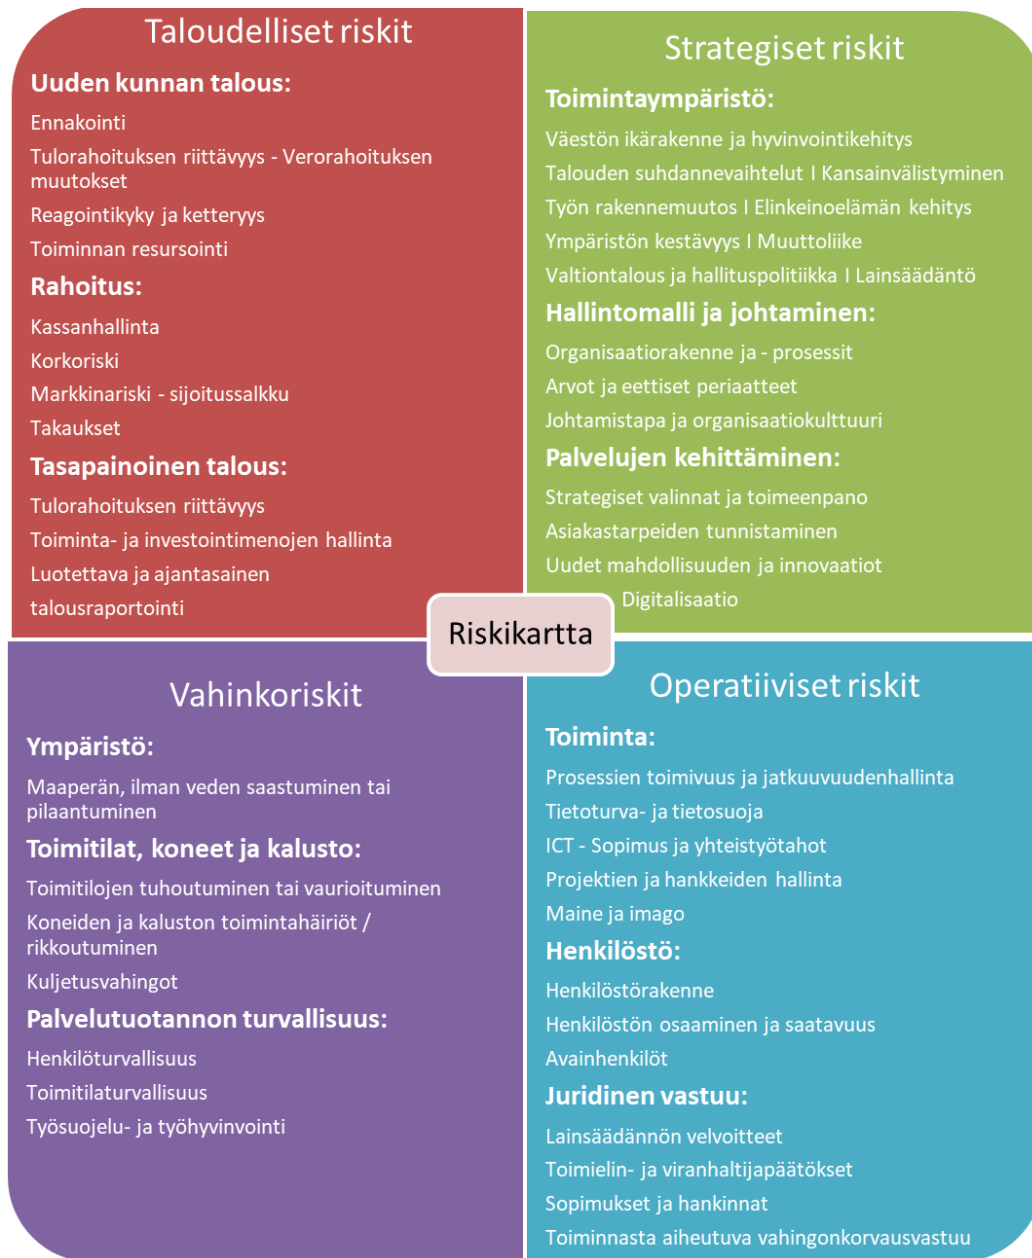 Taloudelliset riskit
Uuden kunnan talous:
Ennakointi
Tulorahoituksen riittävyys - Verorahoituksen
muutokset
Reagointikyky ja ketteryys
Toiminnan resursointi
Rahoitus:
Kassanhallinta
Korkoriski
Markkinariski - sijoitussalkku
Takaukset
Tasapainoinen talous:
Tulorahoituksen riittävyys
Toiminta- ja investointimenojen hallinta
Luotettava ja ajantasainen
talousraportointi
Strategiset riskit
Toimintaympäristö:
Väestön ikärakenne ja hyvinvointikehitys
Talouden suhdannevaihtelut I Kansainvälistyminen
Työn rakennemuutos I Elinkeinoelämän kehitys
Ympäristön kestävyys I Muuttoliike
Valtiontalous ja hallituspolitiikka I Lainsäädäntö
Hallintomalli ja johtaminen:
Organisaatiorakenne ja - prosessit
Arvot ja eettiset periaatteet
Johtamistapa ja organisaatiokulttuuri
Palvelujen kehittäminen:
Strategiset valinnat ja toimeenpano
Asiakastarpeiden tunnistaminen
Uudet mahdollisuuden ja innovaatiot
Digitalisaatio
Riskikartta
Vahinkoriskit
Ympäristö:
Maaperän, ilman veden saastuminen tai
pilaantuminen
Toimitilat, koneet ja kalusto:
Toimitilojen tuhoutuminen tai vaurioituminen
Koneiden ja kaluston toimintahäiriöt /
rikkoutuminen
Kuljetusvahingot
Palvelutuotannon turvallisuus:
Henkilöturvallisuus
Toimitilaturvallisuus
Työsuojelu- ja työhyvinvointi
Operatiiviset riskit
Toiminta:
Prosessien toimivuus ja jatkuuvuudenhallinta
Tietoturva- ja tietosuoja
ICT - Sopimus ja yhteistyötahot
Projektien ja hankkeiden hallinta
Maine ja imago
Henkilöstö:
Henkilöstörakenne
Henkilöstön osaaminen ja saatavuus
Avainhenkilöt
Juridinen vastuu:
Lainsäädännön velvoitteet
Toimielin- ja viranhaltijapäätökset
Sopimukset ja hankinnat
Toiminnasta aiheutuva vahingonkorvausvastuu